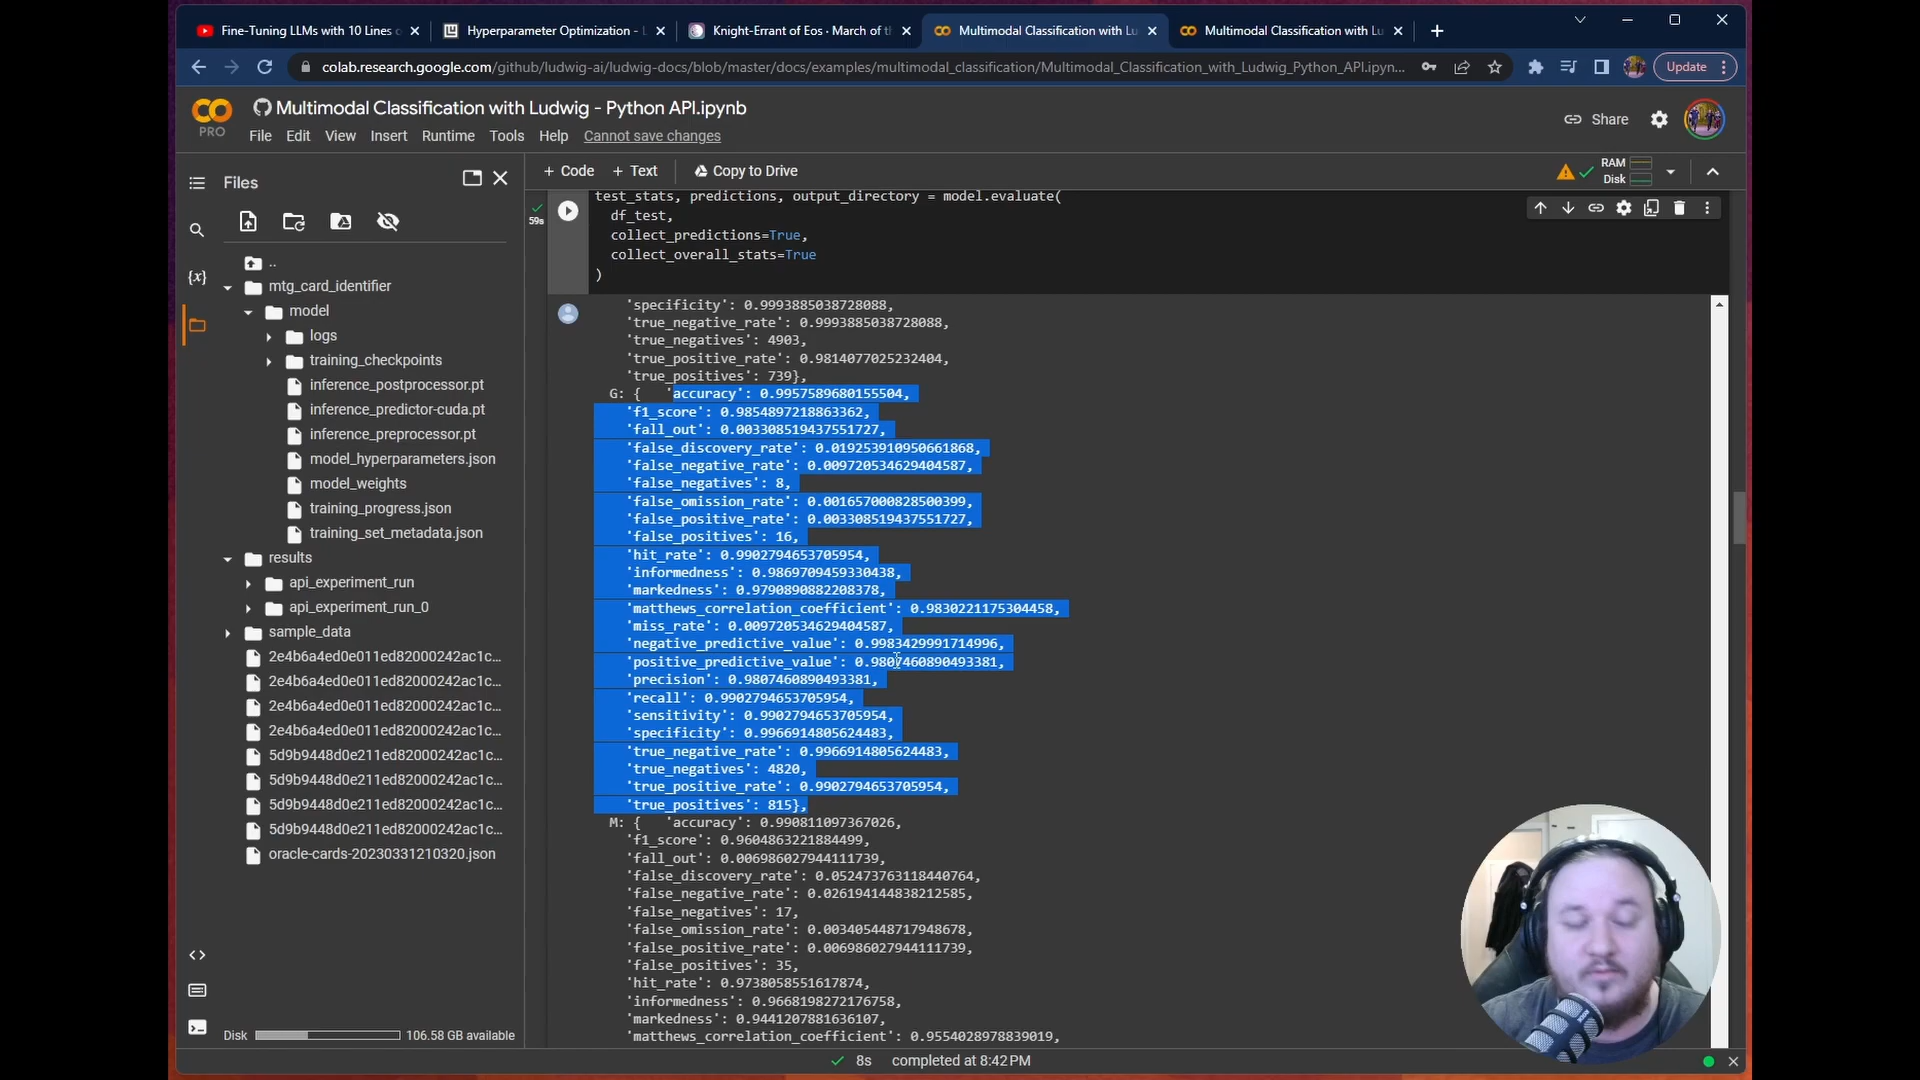 Fine-Tuning LLMs with 10 Lines o
Hyperparameter Optimization - L
Knight-Errant of Eos · March of th
Multimodal Classification with Lu
Multimodal Classification with Lu
colab.research.google.com/github/ludwig-ai/ludwig-docs/blob/master/docs/examples/multimodal_classification/Multimodal_Classification_with_Ludwig_Python_API.ipyn...
Update
PRO
Multimodal Classification with Ludwig - Python API.ipynb
File Edit View Insert Runtime Tools Help Cannot save changes
Share
+ Code + Text Copy to Drive
RAM
Disk
Files
{x}
..
mtg_card_identifier
model
logs
training_checkpoints
inference_postprocessor.pt
inference_predictor-cuda.pt
inference_preprocessor.pt
model_hyperparameters.json
model_weights
training_progress.json
training_set_metadata.json
results
api_experiment_run
api_experiment_run_0
sample_data
2e4b6a4ed0e011ed82000242ac1c...
2e4b6a4ed0e011ed82000242ac1c...
2e4b6a4ed0e011ed82000242ac1c...
2e4b6a4ed0e011ed82000242ac1c...
5d9b9448d0e211ed82000242ac1c...
5d9b9448d0e211ed82000242ac1c...
5d9b9448d0e211ed82000242ac1c...
5d9b9448d0e211ed82000242ac1c...
oracle-cards-20230331210320.json
Disk 106.58 GB available
59s
test_stats, predictions, output_directory = model.evaluate(
df_test,
collect_predictions=True,
collect_overall_stats=True
)
'specificity': 0.9993885038728088,
'true_negative_rate': 0.9993885038728088,
'true_negatives': 4903,
'true_positive_rate': 0.9814077025232404,
'true_positives': 739},
G: { 'accuracy': 0.9957589680155504,
'f1_score': 0.9854897218863362,
'fall_out': 0.003308519437551727,
'false_discovery_rate': 0.019253910950661868,
'false_negative_rate': 0.009720534629404587,
'false_negatives': 8,
'false_omission_rate': 0.001657000828500399,
'false_positive_rate': 0.003308519437551727,
'false_positives': 16,
'hit_rate': 0.9902794653705954,
'informedness': 0.9869709459330438,
'markedness': 0.9790890882208378,
'matthews_correlation_coefficient': 0.9830221175304458,
'miss_rate': 0.009720534629404587,
'negative_predictive_value': 0.9983429991714996,
'positive_predictive_value': 0.9807460890493381,
'precision': 0.9807460890493381,
'recall': 0.9902794653705954,
'sensitivity': 0.9902794653705954,
'specificity': 0.9966914805624483,
'true_negative_rate': 0.9966914805624483,
'true_negatives': 4820,
'true_positive_rate': 0.9902794653705954,
'true_positives': 815},
M: { 'accuracy': 0.990811097367026,
'f1_score': 0.9604863221884499,
'fall_out': 0.006986027944111739,
'false_discovery_rate': 0.052473763118440764,
'false_negative_rate': 0.026194144838212585,
'false_negatives': 17,
'false_omission_rate': 0.003405448717948678,
'false_positive_rate': 0.006986027944111739,
'false_positives': 35,
'hit_rate': 0.9738058551617874,
'informedness': 0.9668198272176758,
'markedness': 0.9441207881636107,
'matthews_correlation_coefficient': 0.9554028978839019,
8s completed at 8:42 PM